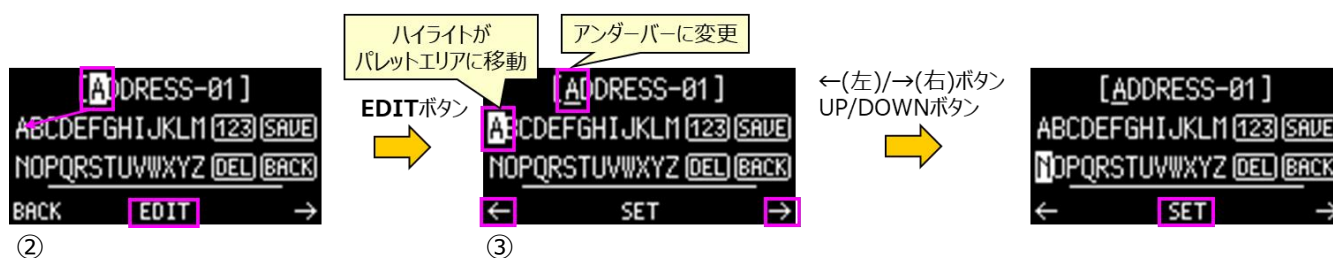 ハイライトが
パレットエリアに移動
アンダーバーに変更
[ADDRESS-01]
ABCDEFGHIJKLM 123 SAVE
NOPQRSTUVWXYZ DEL BACK
BACK EDIT →
②
EDITボタン
[ADDRESS-01]
ABCDEFGHIJKLM 123 SAVE
NOPQRSTUVWXYZ DEL BACK
← SET →
③
←(左)/→(右)ボタン
UP/DOWNボタン
[ADDRESS-01]
ABCDEFGHIJKLM 123 SAVE
NOPQRSTUVWXYZ DEL BACK
← SET →